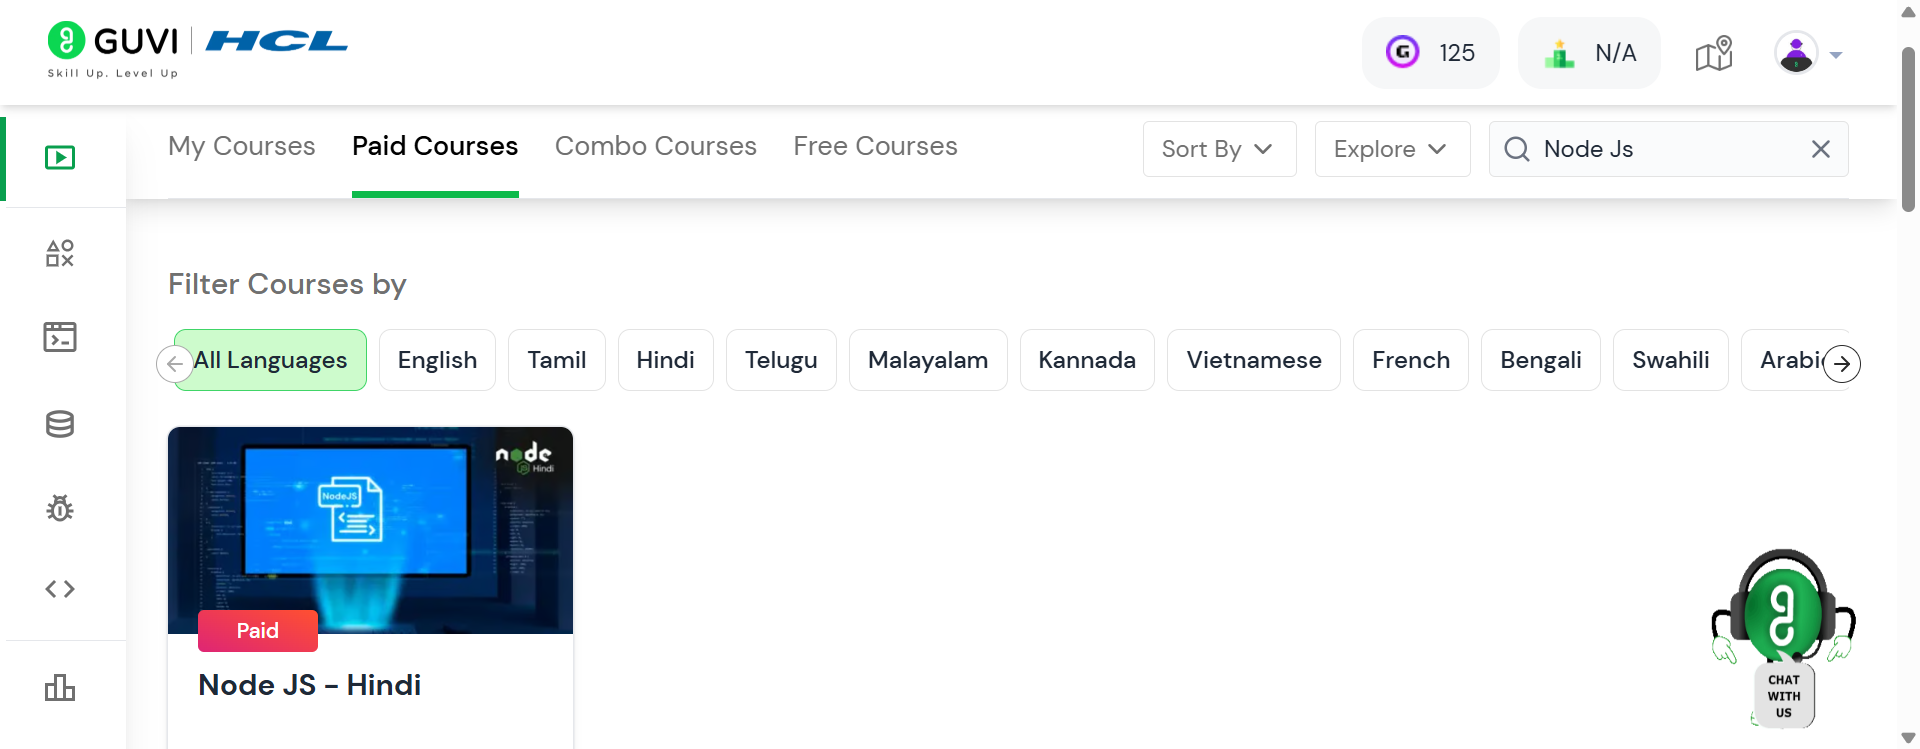 GUVI
HCL
Skill Up. Level Up
125
N/A
My Courses
Paid Courses
Combo Courses
Free Courses
Sort By
Explore
Node Js
Filter Courses by
All Languages
English
Tamil
Hindi
Telugu
Malayalam
Kannada
Vietnamese
French
Bengali
Swahili
Arabic
node
JS Hindi
NodeJS
Paid
Node JS - Hindi
CHAT
WITH
US